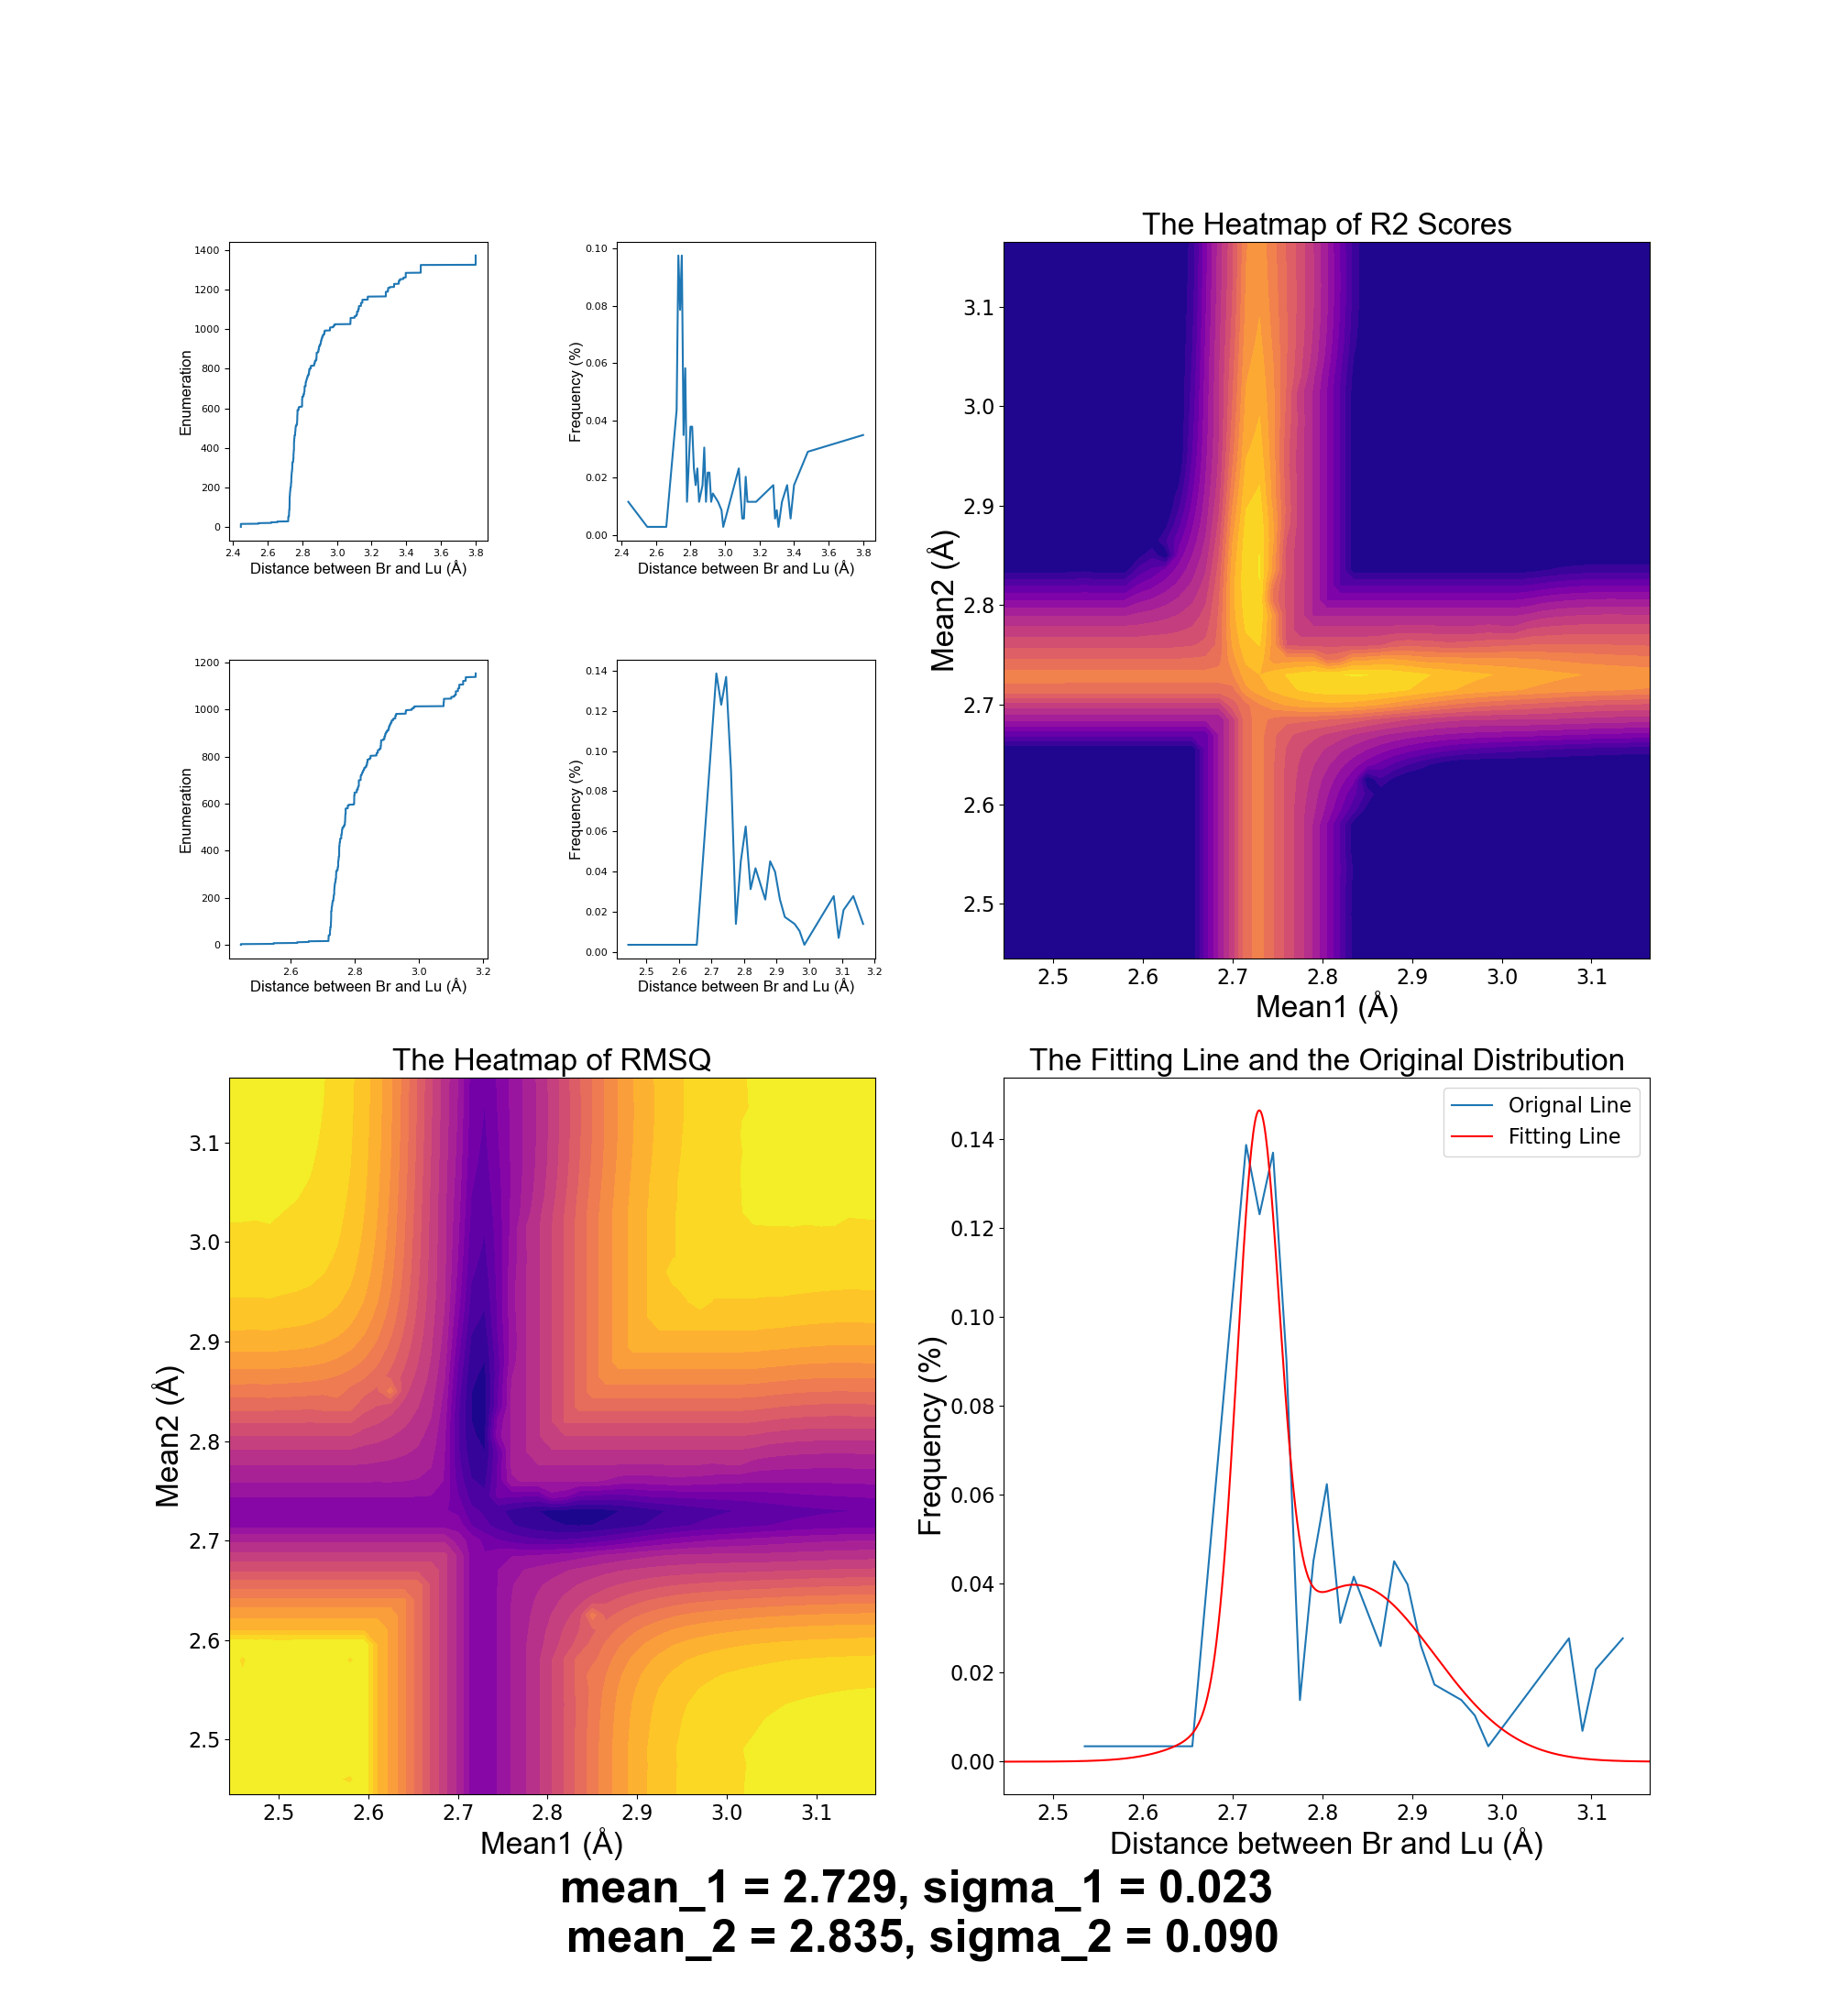 1400
1200
1000
800
600
400
200
0
Enumeration
2.4 2.6 2.8 3.0 3.2 3.4 3.6 3.8
Distance between Br and Lu (Å)
0.10
0.08
0.06
0.04
0.02
0.00
Frequency (%)
2.4 2.6 2.8 3.0 3.2 3.4 3.6 3.8
Distance between Br and Lu (Å)
The Heatmap of R2 Scores
3.1
3.0
2.9
2.8
2.7
2.6
2.5
Mean2 (Å)
2.5 2.6 2.7 2.8 2.9 3.0 3.1
Mean1 (Å)
1200
1000
800
600
400
200
0
Enumeration
2.6 2.8 3.0 3.2
Distance between Br and Lu (Å)
0.14
0.12
0.10
0.08
0.06
0.04
0.02
0.00
Frequency (%)
2.5 2.6 2.7 2.8 2.9 3.0 3.1 3.2
Distance between Br and Lu (Å)
The Heatmap of RMSQ
3.1
3.0
2.9
2.8
2.7
2.6
2.5
Mean2 (Å)
2.5 2.6 2.7 2.8 2.9 3.0 3.1
Mean1 (Å)
The Fitting Line and the Original Distribution
Orignal Line
Fitting Line
0.14
0.12
0.10
0.08
0.06
0.04
0.02
0.00
Frequency (%)
2.5 2.6 2.7 2.8 2.9 3.0 3.1
Distance between Br and Lu (Å)
mean_1 = 2.729, sigma_1 = 0.023
mean_2 = 2.835, sigma_2 = 0.090